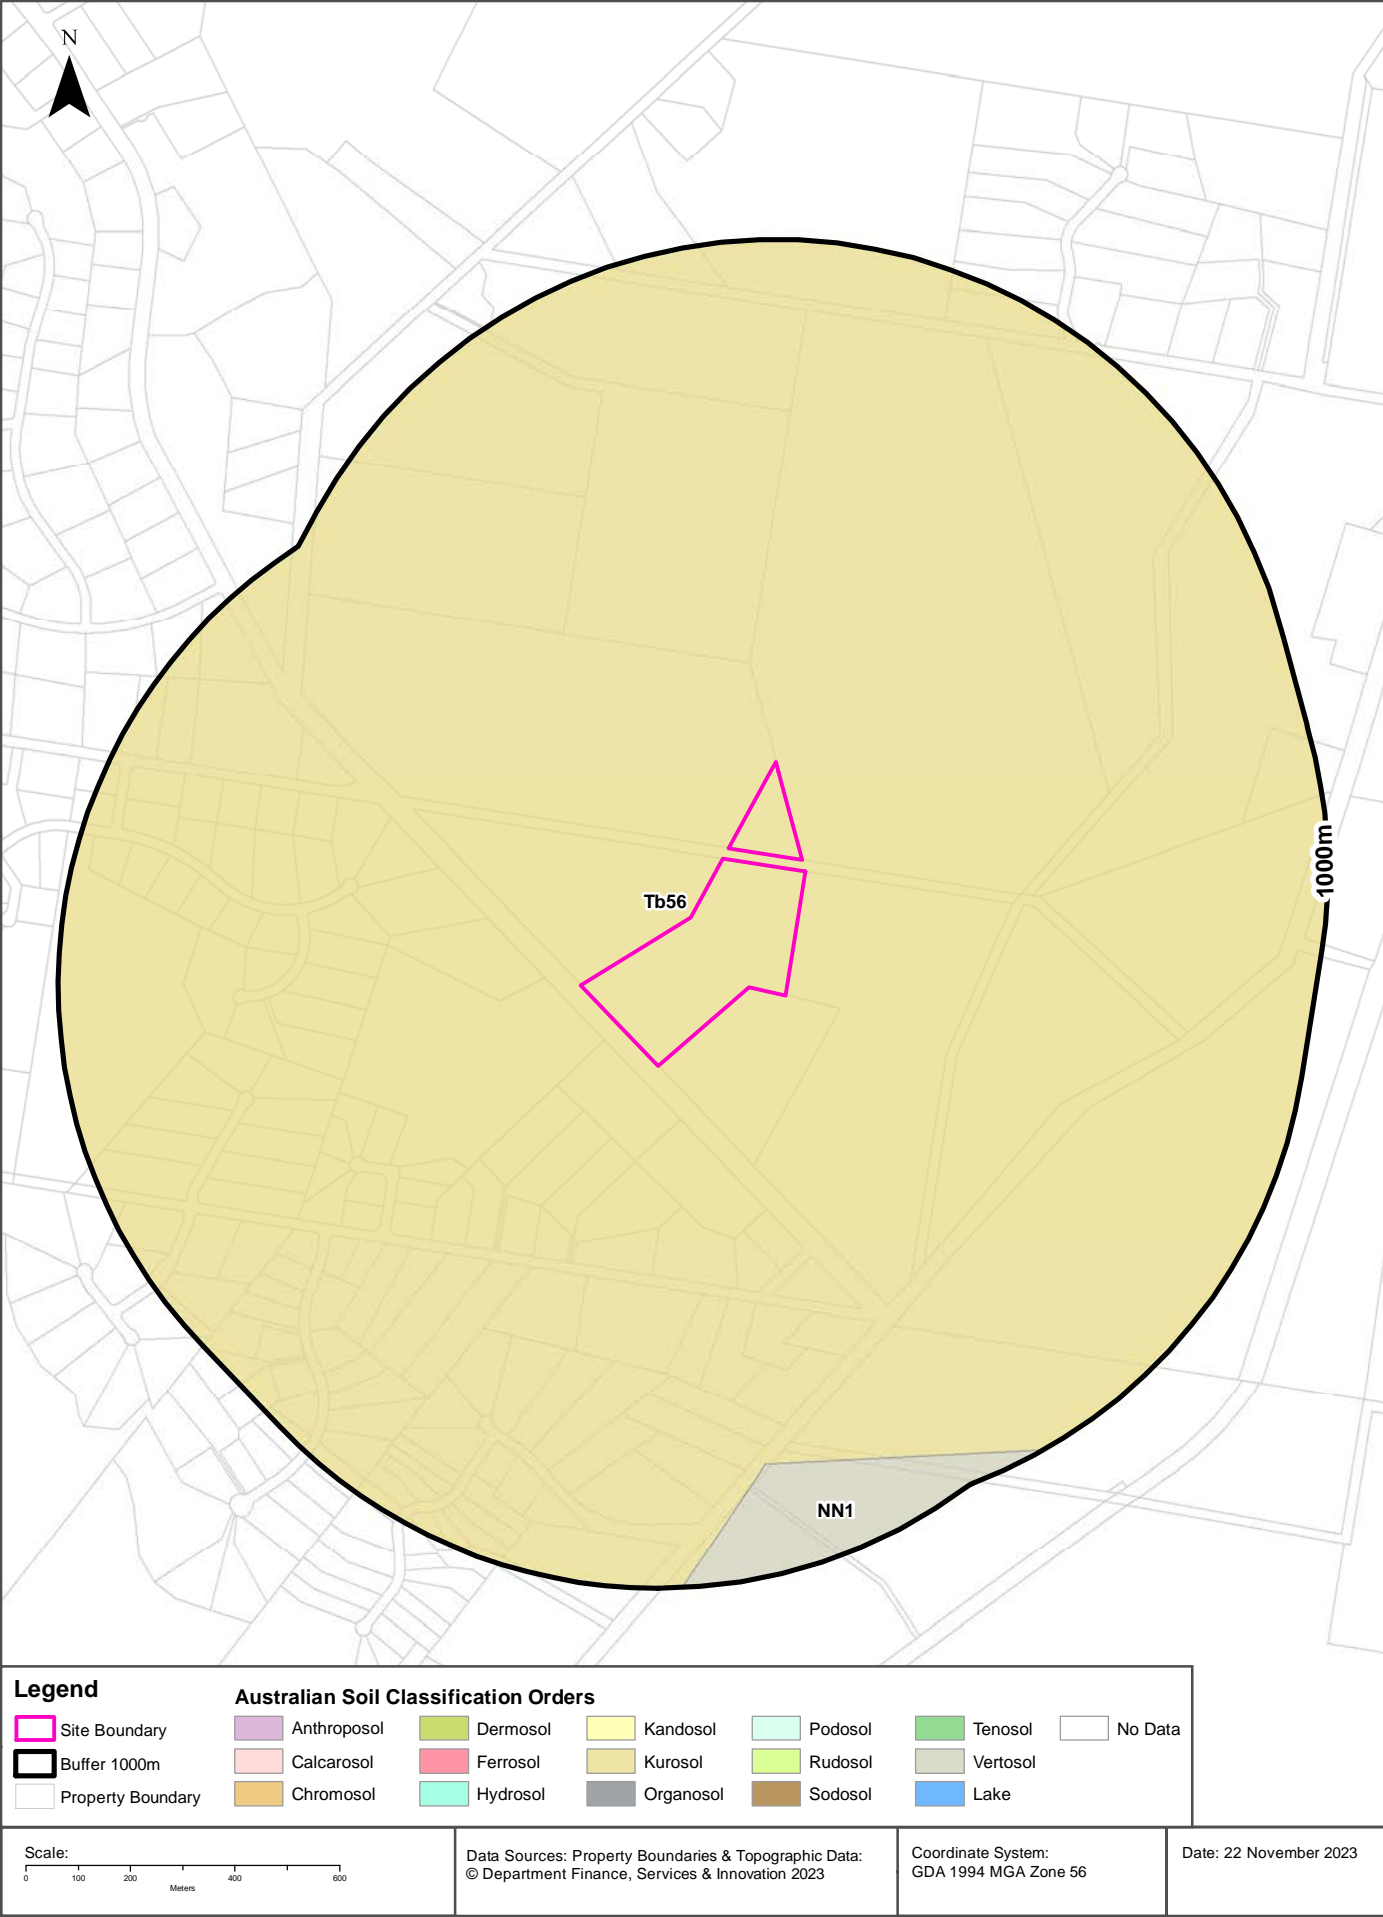 N
1000m
Tb56
NN1
Legend
Site Boundary
Buffer 1000m
Property Boundary
Australian Soil Classification Orders
Anthroposol
Calcarosol
Chromosol
Dermosol
Ferrosol
Hydrosol
Kandosol
Kurosol
Organosol
Podosol
Rudosol
Sodosol
Tenosol
Vertosol
Lake
No Data
Scale:
0 100 200 400 600
Meters
Data Sources: Property Boundaries & Topographic Data:
© Department Finance, Services & Innovation 2023
Coordinate System:
GDA 1994 MGA Zone 56
Date: 22 November 2023